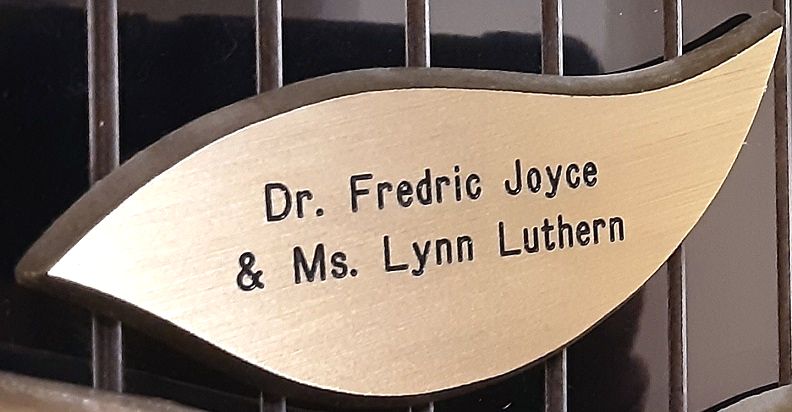 Dr. Fredric Joyce
& Ms. Lynn Luthern